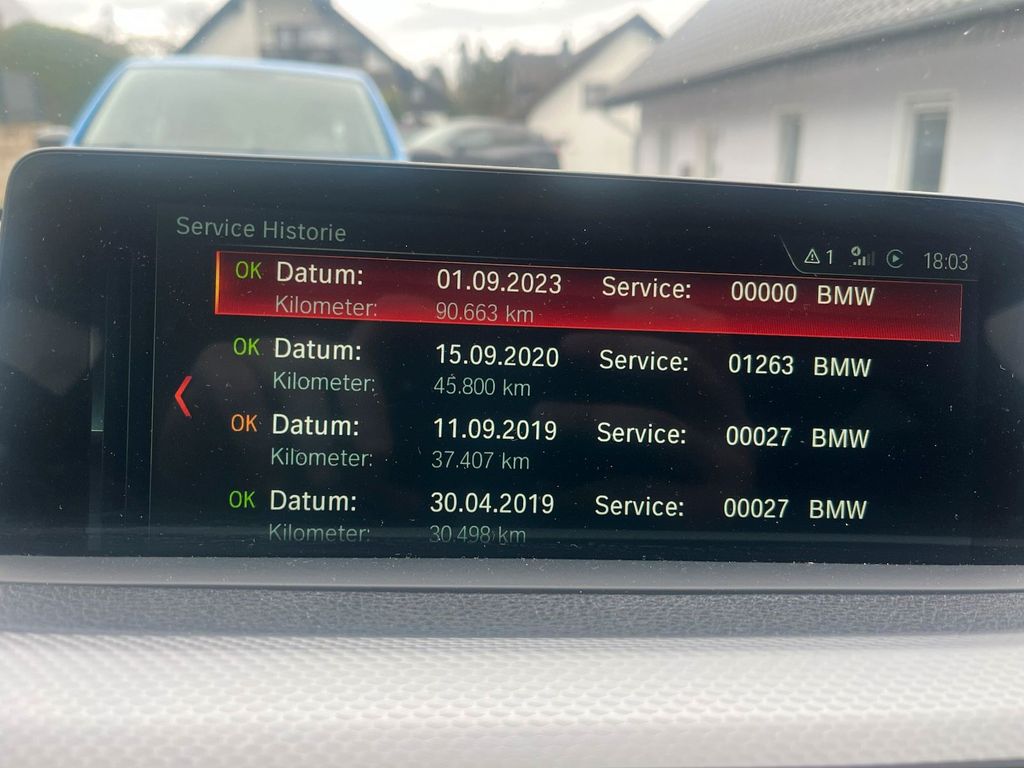 Service Historie
1 18:03
OK Datum: 01.09.2023 Service: 00000 BMW
Kilometer: 90.663 km
OK Datum: 15.09.2020 Service: 01263 BMW
Kilometer: 45.800 km
OK Datum: 11.09.2019 Service: 00027 BMW
Kilometer: 37.407 km
OK Datum: 30.04.2019 Service: 00027 BMW
Kilometer: 30.498 km